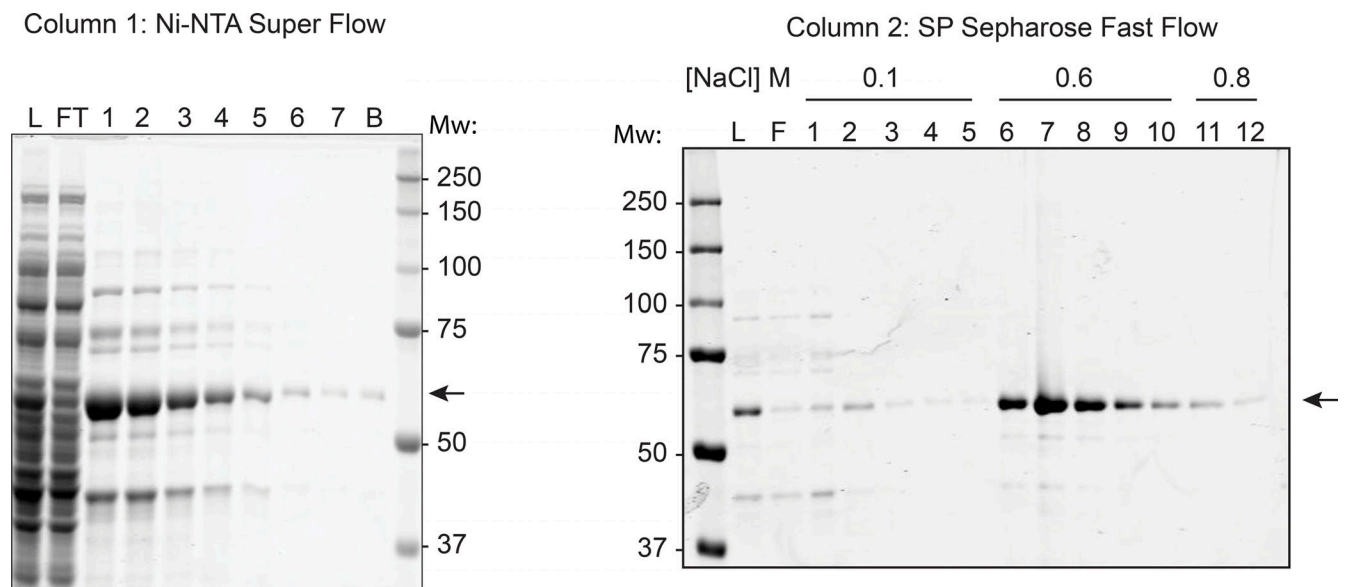 Column 1: Ni-NTA Super Flow
L FT 1 2 3 4 5 6 7 B
Mw:
250
150
100
75
50
37
Column 2: SP Sepharose Fast Flow
[NaCl] M 0.1 0.6 0.8
Mw: L F 1 2 3 4 5 6 7 8 9 10 11 12
250
150
100
75
50
37